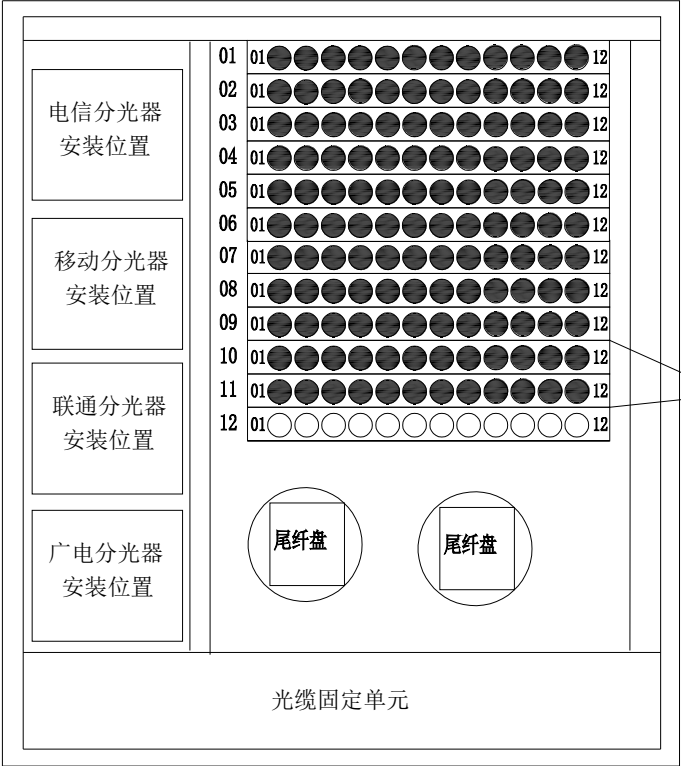 电信分光器
安装位置
移动分光器
安装位置
联通分光器
安装位置
广电分光器
安装位置
01 01 12
02 01 12
03 01 12
04 01 12
05 01 12
06 01 12
07 01 12
08 01 12
09 01 12
10 01 12
11 01 12
12 01 12
尾纤盘 尾纤盘
光缆固定单元